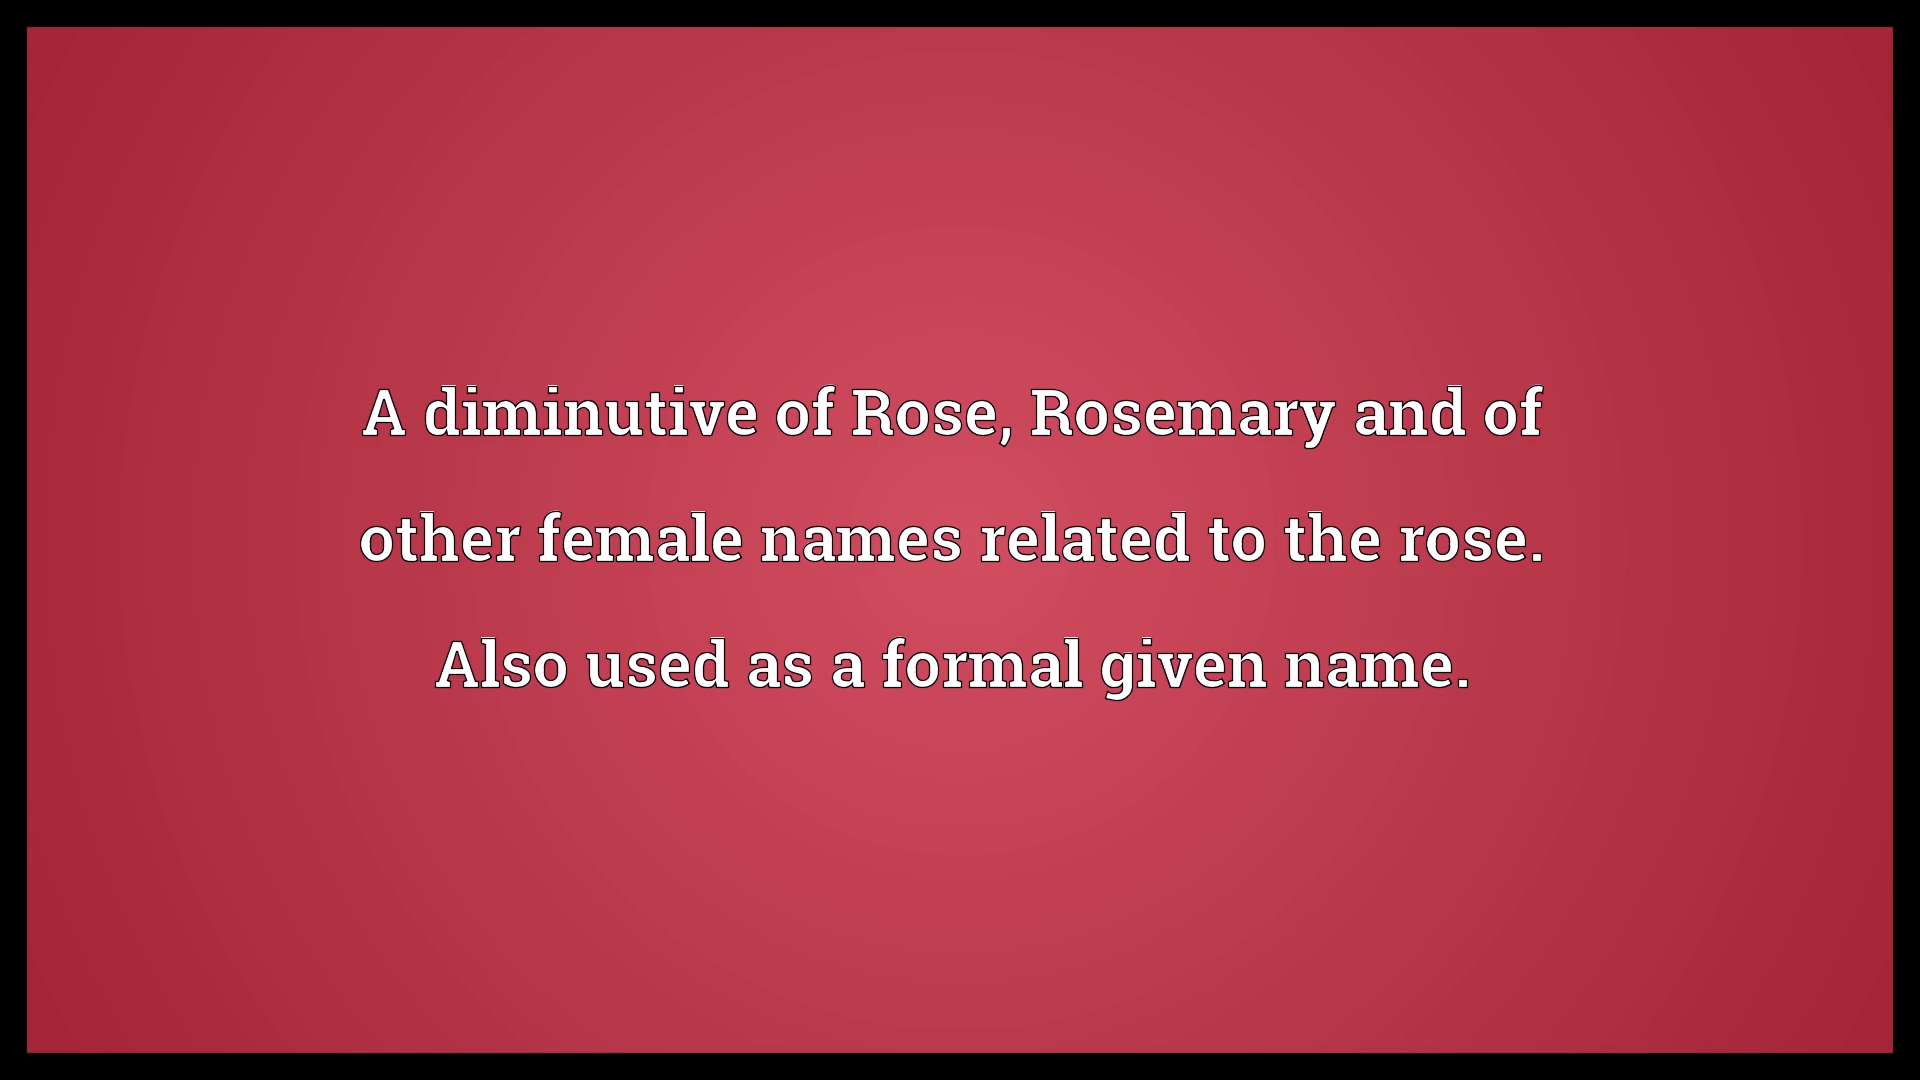 A diminutive of Rose, Rosemary and of
other female names related to the rose.
Also used as a formal given name.